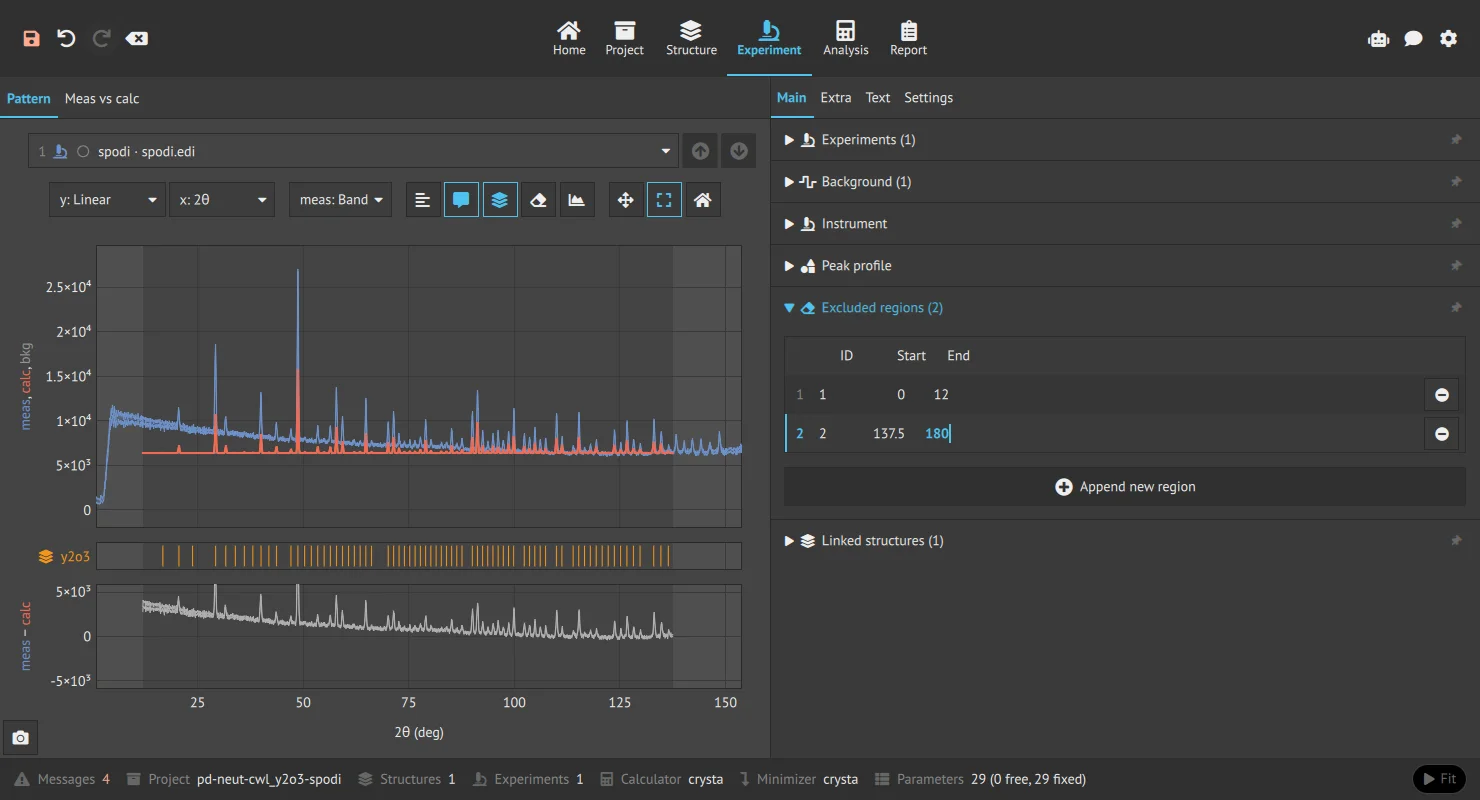 Home Project Structure Experiment Analysis Report
Pattern Meas vs calc
Main Extra Text Settings
1 spodi · spodi.edi
y: Linear x: 2θ meas: Band
2.5×10⁴
2×10⁴
1.5×10⁴
1×10⁴
5×10³
0
meas, calc, bkg
y2o3
5×10³
0
-5×10³
meas – calc
25 50 75 100 125 150
2θ (deg)
Experiments (1)
Background (1)
Instrument
Peak profile
Excluded regions (2)
ID Start End
1 1 0 12
2 2 137.5 180
Append new region
Linked structures (1)
Messages 4 Project pd-neut-cwl_y2o3-spodi Structures 1 Experiments 1 Calculator crysta Minimizer crysta Parameters 29 (0 free, 29 fixed) Fit